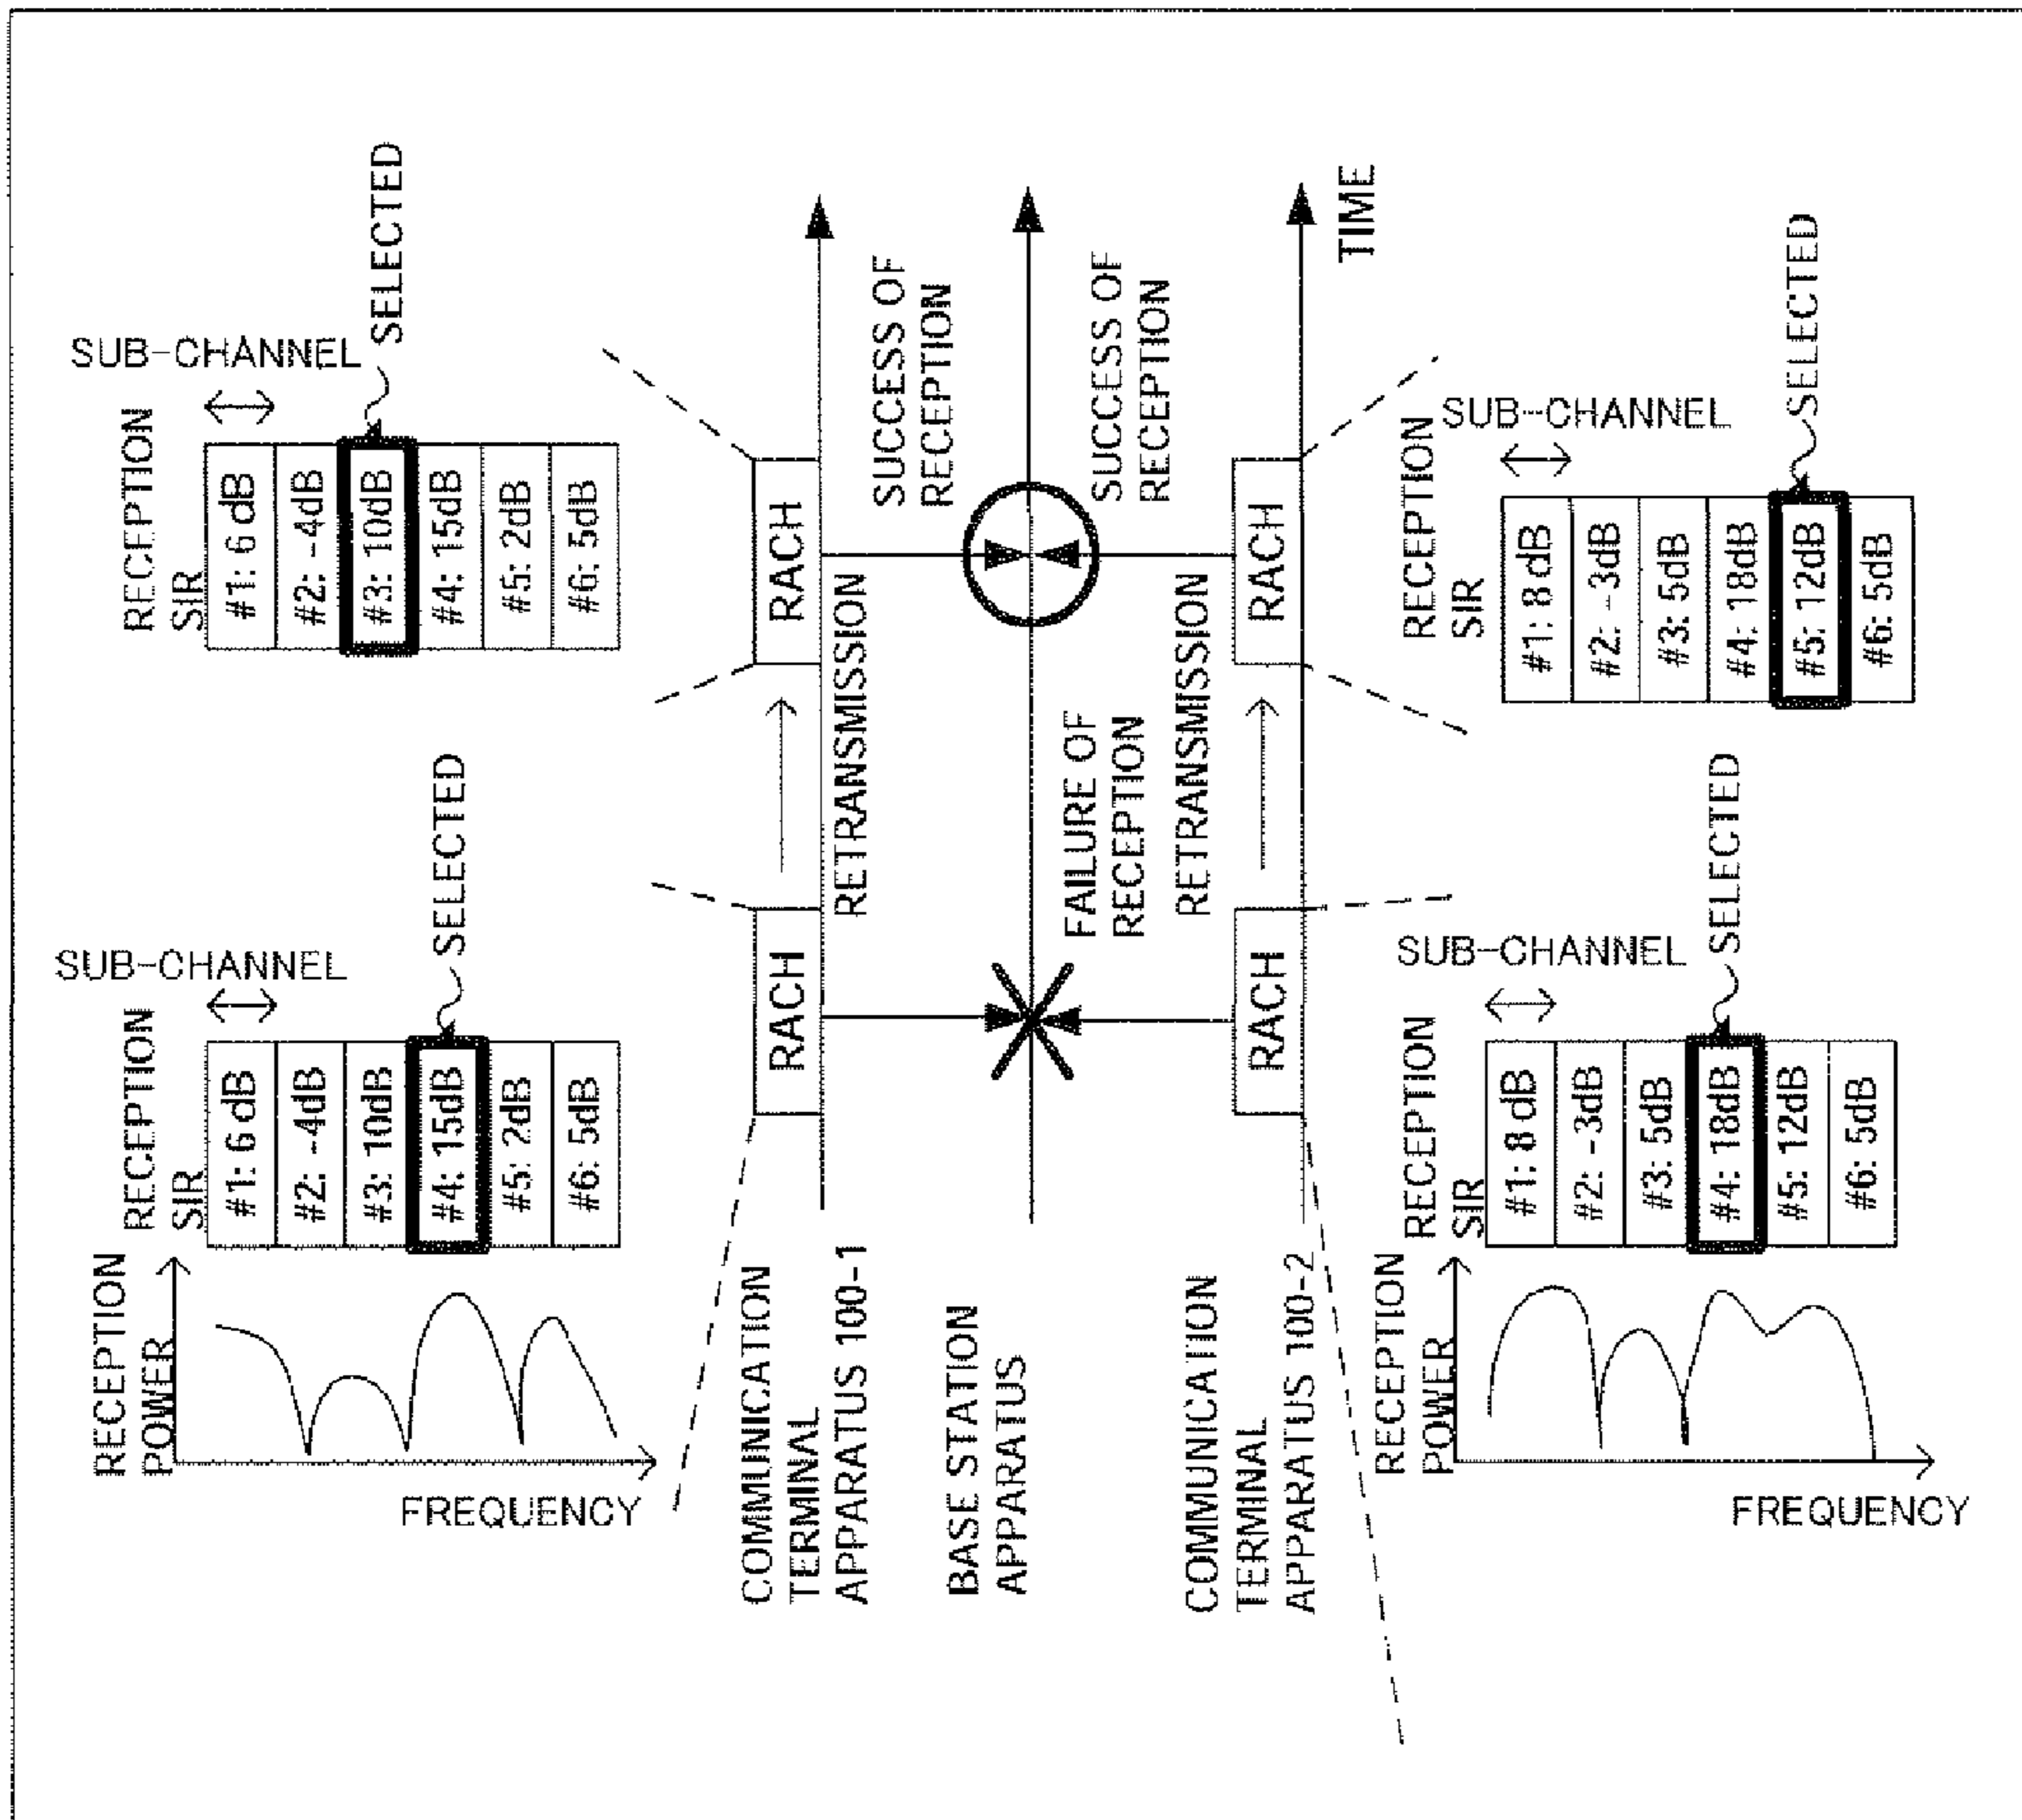 RECEPTION
POWER
FREQUENCY
RECEPTION
SIR
SUB-CHANNEL
#1: 6 dB
#2: -4dB
#3: 10dB
#4: 15dB
#5: 2dB
#6: 5dB
SELECTED
RECEPTION
SIR
SUB-CHANNEL
#1: 6 dB
#2: -4dB
#3: 10dB
#4: 15dB
#5: 2dB
#6: 5dB
SELECTED
COMMUNICATION
TERMINAL
APPARATUS 100-1
RACH
RETRANSMISSION
RACH
SUCCESS OF
RECEPTION
BASE STATION
APPARATUS
FAILURE OF
RECEPTION
SUCCESS OF
RECEPTION
COMMUNICATION
TERMINAL
APPARATUS 100-2
RACH
RETRANSMISSION
RACH
TIME
RECEPTION
POWER
FREQUENCY
RECEPTION
SIR
SUB-CHANNEL
#1: 8 dB
#2: -3dB
#3: 5dB
#4: 18dB
#5: 12dB
#6: 5dB
SELECTED
RECEPTION
SIR
SUB-CHANNEL
#1: 8 dB
#2: -3dB
#3: 5dB
#4: 18dB
#5: 12dB
#6: 5dB
SELECTED